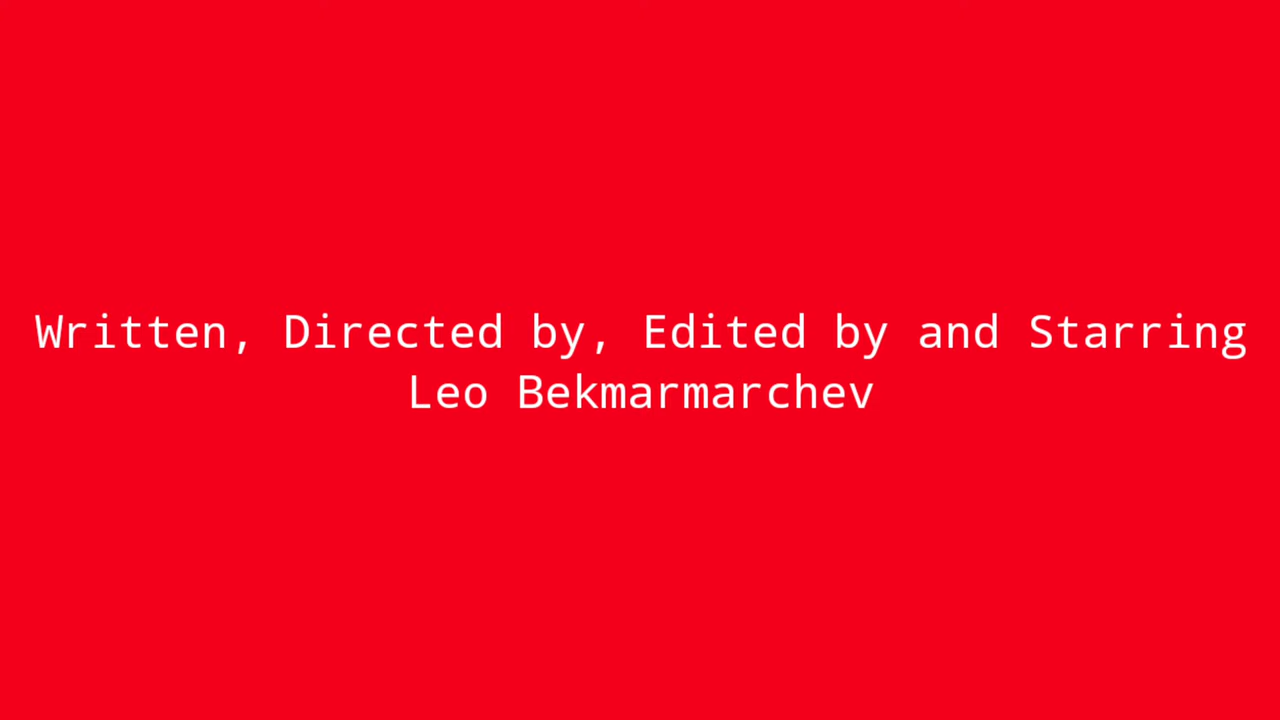 Written, Directed by, Edited by and Starring
Leo Bekmarmarchev